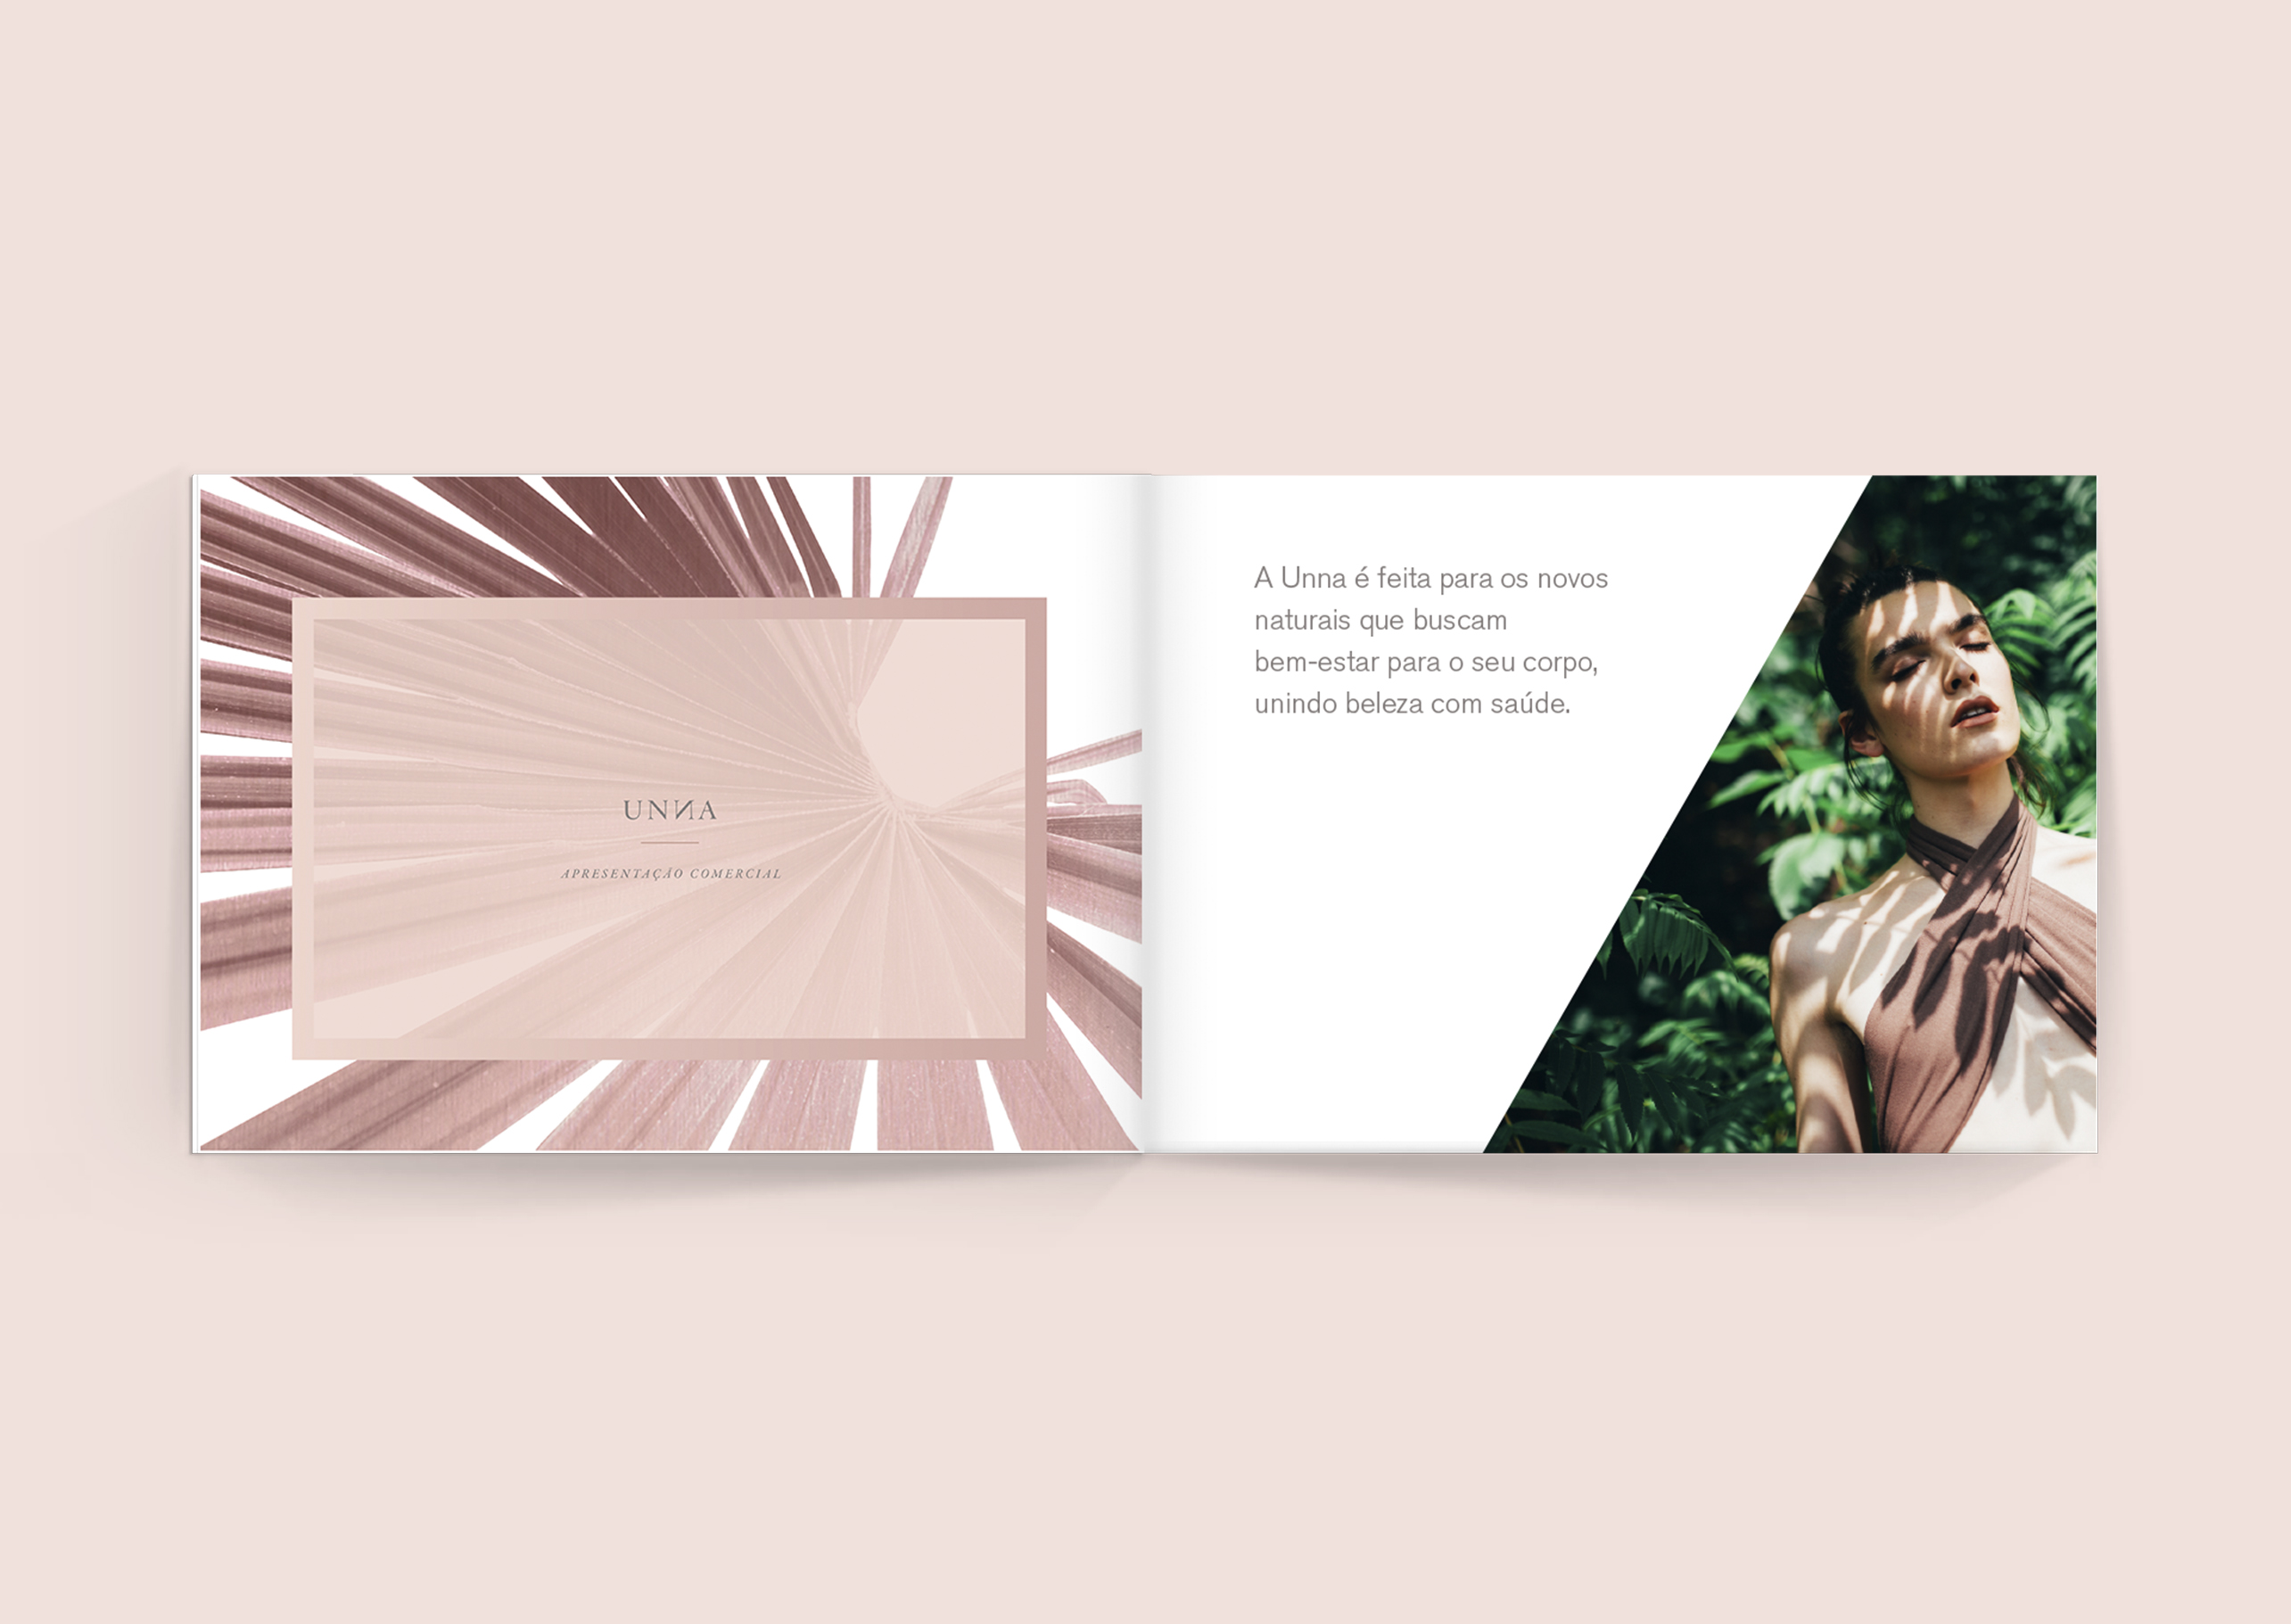 UNNA
APRESENTAÇÃO COMERCIAL
A Unna é feita para os novos
naturais que buscam
bem-estar para o seu corpo,
unindo beleza com saúde.